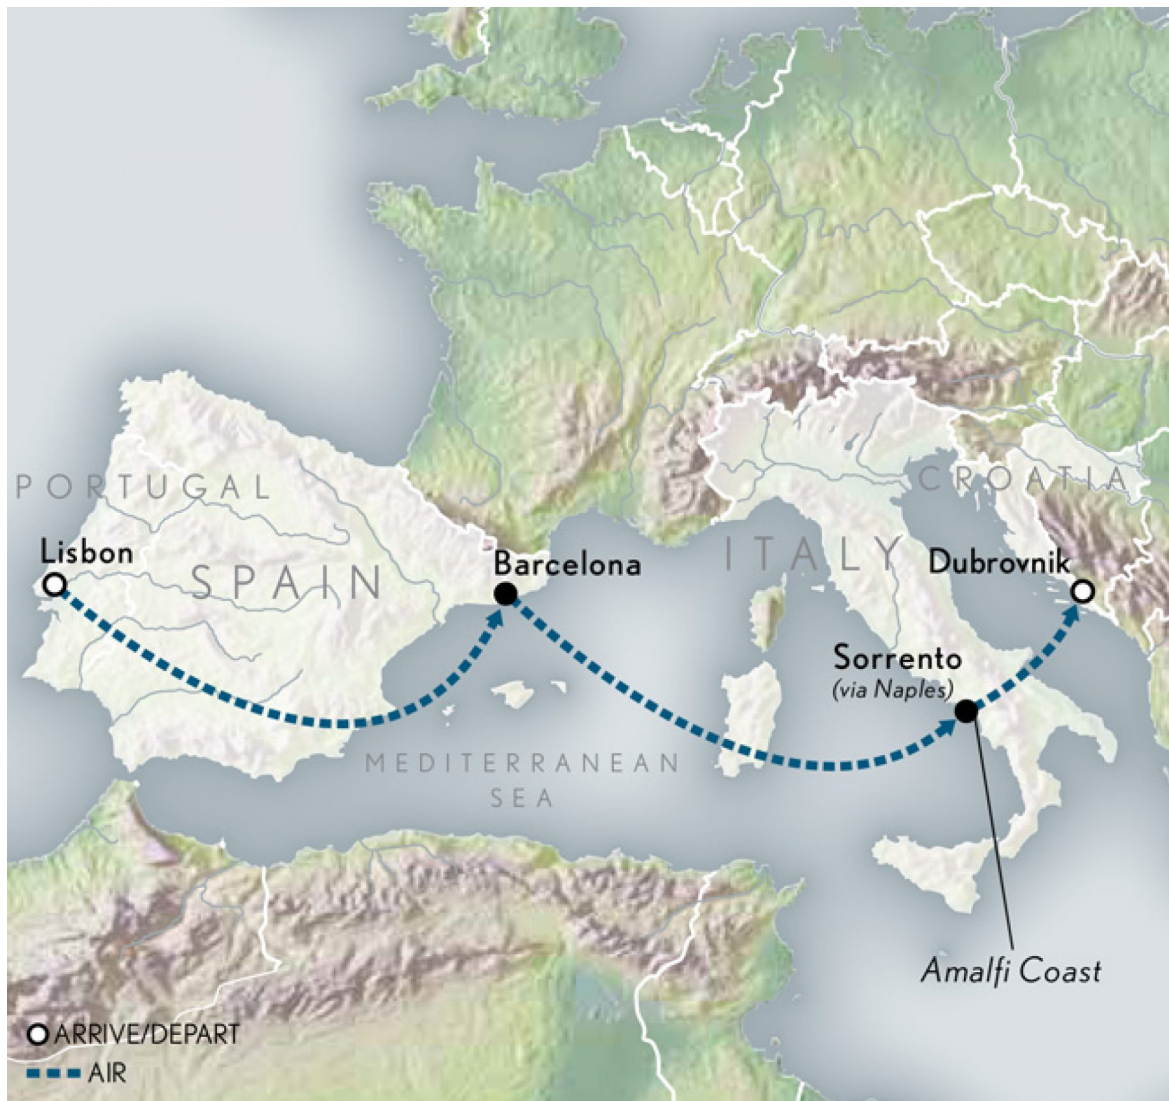 PORTUGAL
CROATIA
Lisbon
SPAIN
Barcelona
ITALY
Dubrovnik
Sorrento
(via Naples)
MEDITERRANEAN
SEA
Amalfi Coast
ARRIVE/DEPART
AIR